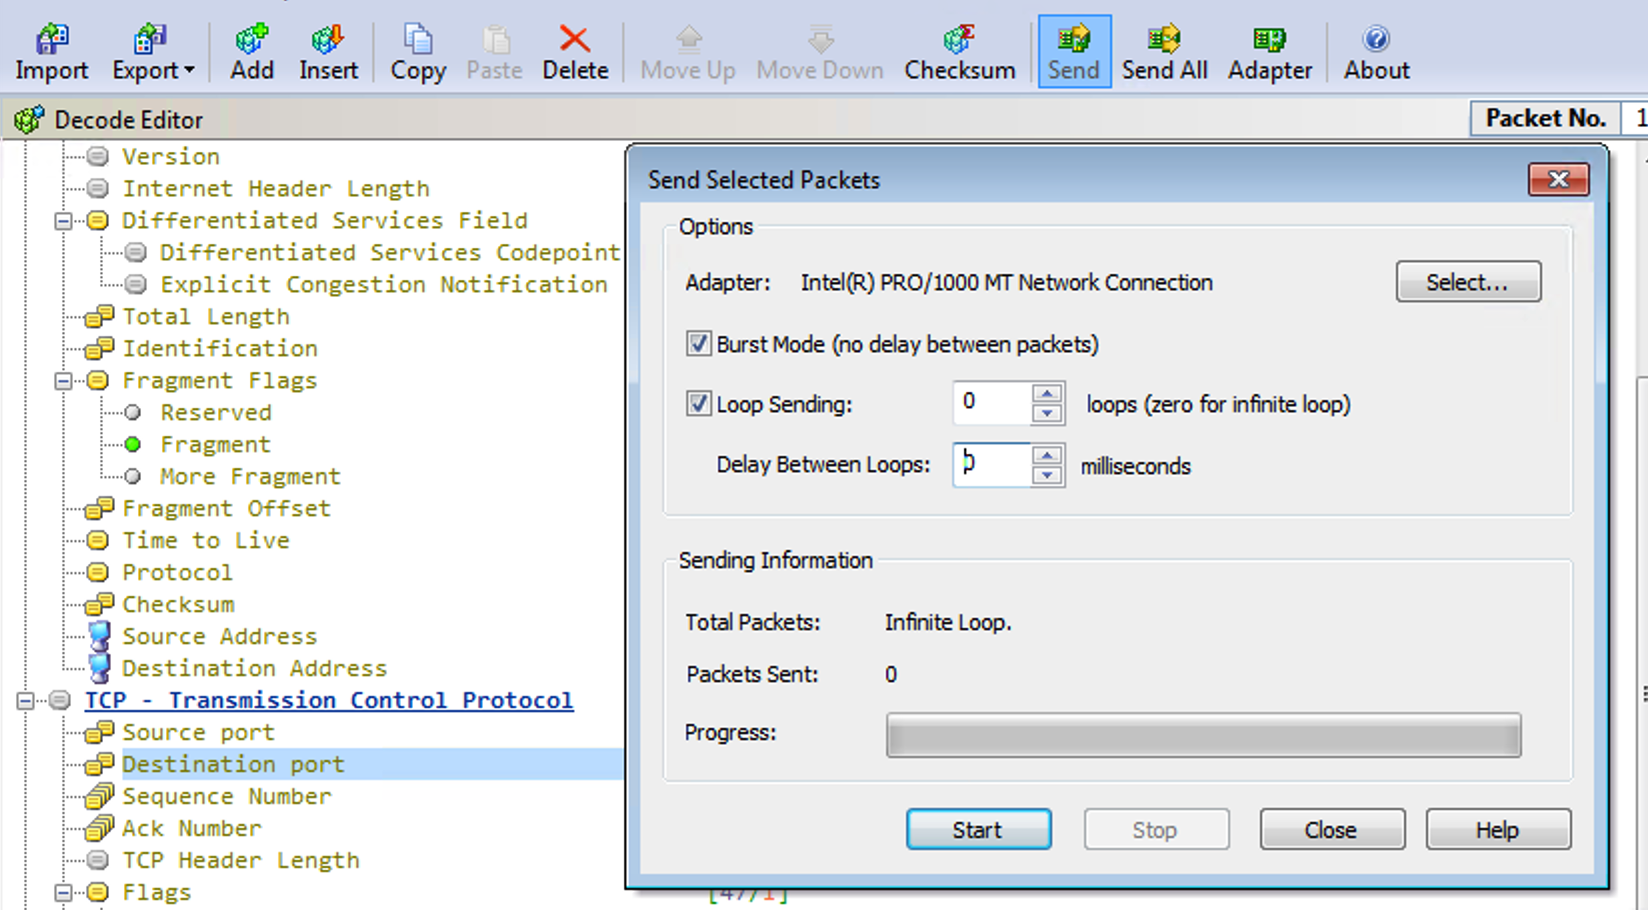 Import Export Add Insert Copy Paste Delete Move Up Move Down Checksum Send Send All Adapter About
Decode Editor
Packet No. 1
Version
Internet Header Length
Differentiated Services Field
Differentiated Services Codepoint
Explicit Congestion Notification
Total Length
Identification
Fragment Flags
Reserved
Fragment
More Fragment
Fragment Offset
Time to Live
Protocol
Checksum
Source Address
Destination Address
TCP - Transmission Control Protocol
Source port
Destination port
Sequence Number
Ack Number
TCP Header Length
Flags [47/1]
Send Selected Packets
Options
Adapter: Intel(R) PRO/1000 MT Network Connection Select...
Burst Mode (no delay between packets)
Loop Sending: 0 loops (zero for infinite loop)
Delay Between Loops: 0 milliseconds
Sending Information
Total Packets: Infinite Loop.
Packets Sent: 0
Progress:
Start Stop Close Help